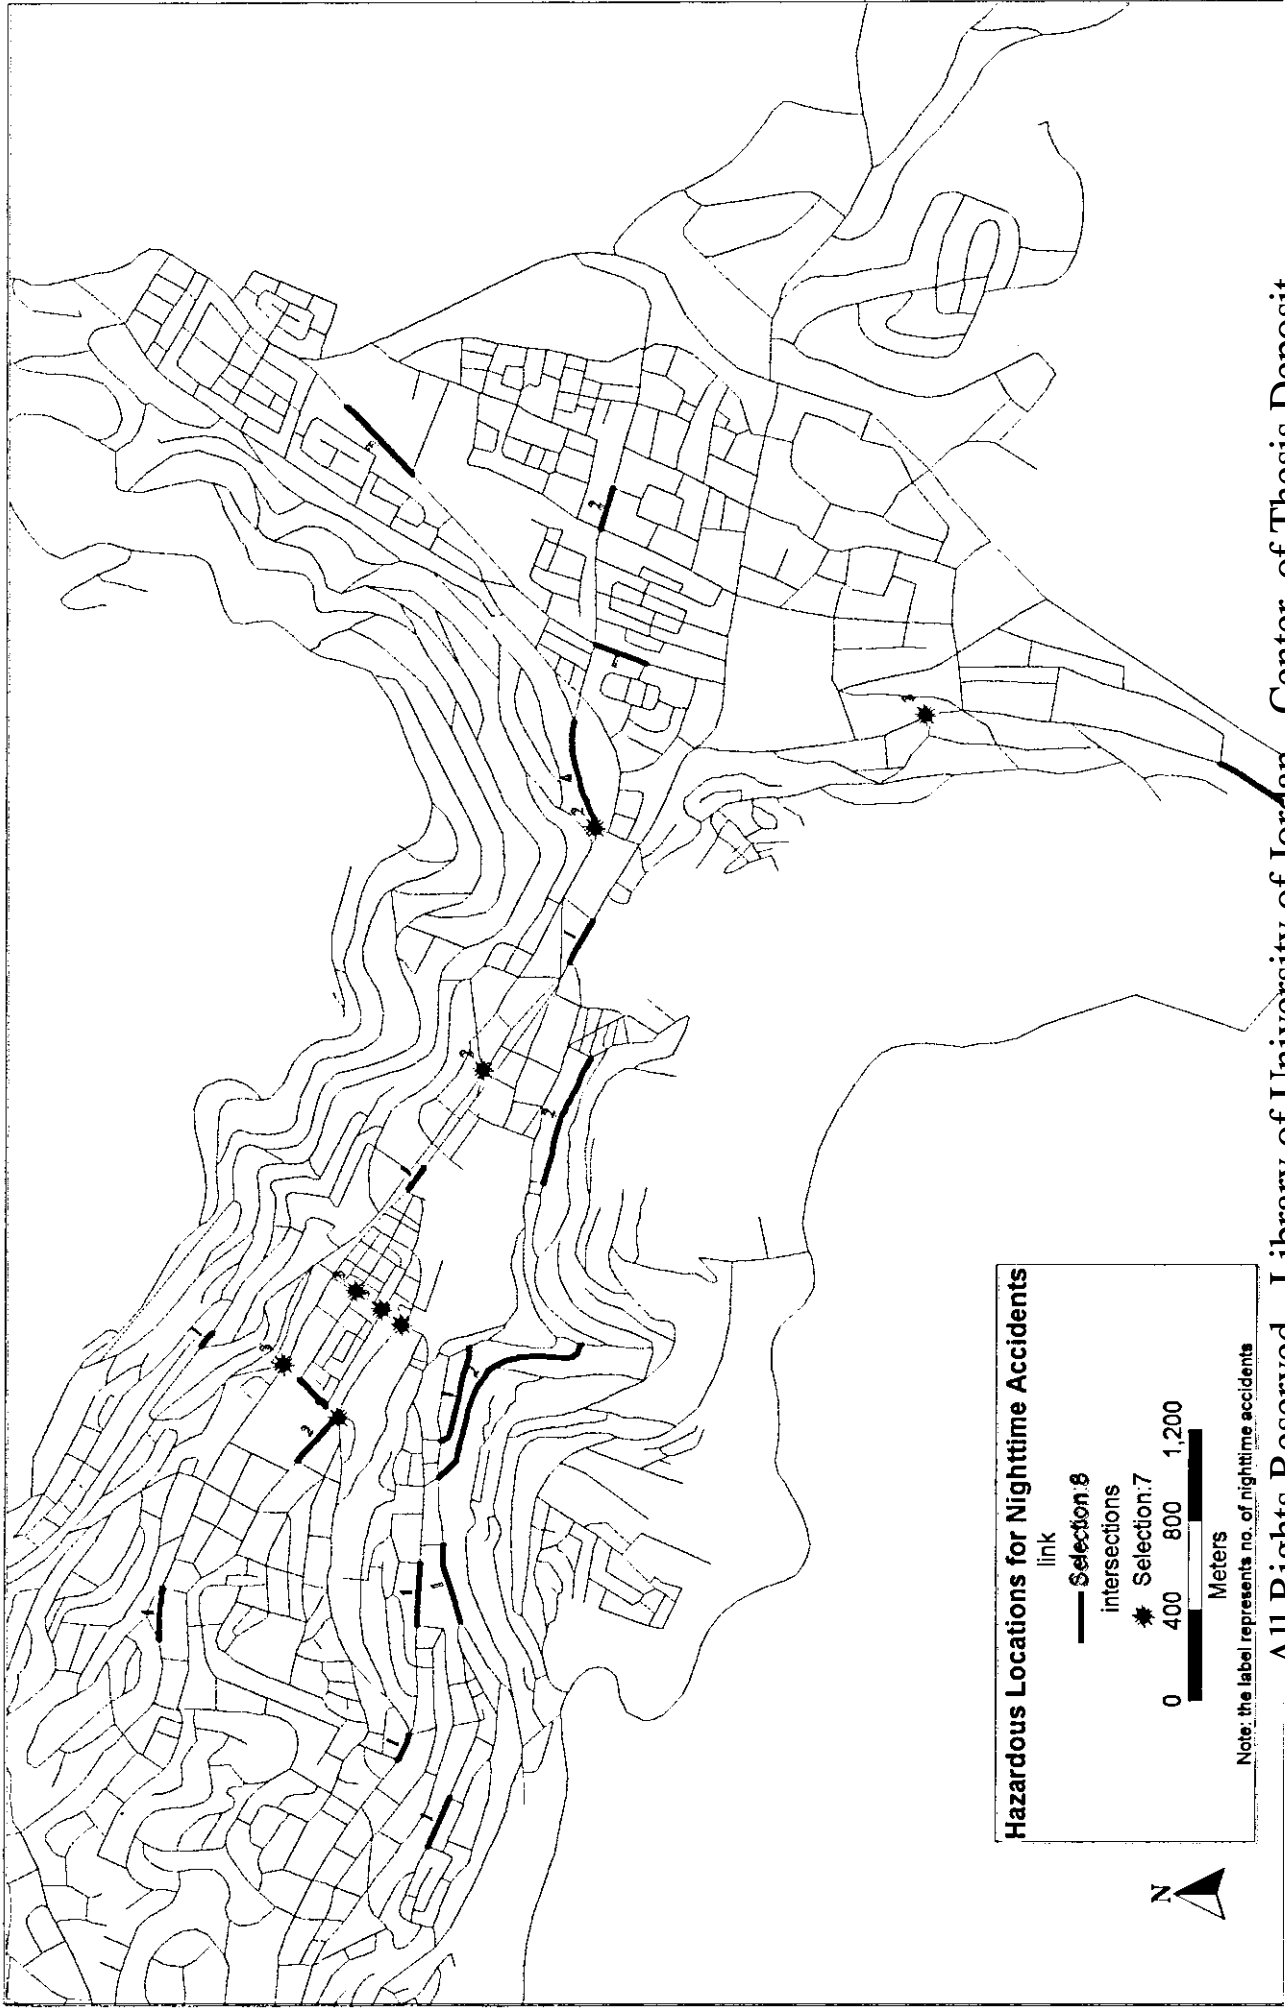 Hazardous Locations for Nighttime Accidents
link
Selection:8
intersections
Selection:7
0 400 800 1,200
Meters
Note: the label represents no. of nighttime accidents
N
All Rights Reserved - Library of University of Jordan - Center of Thesis Deposit